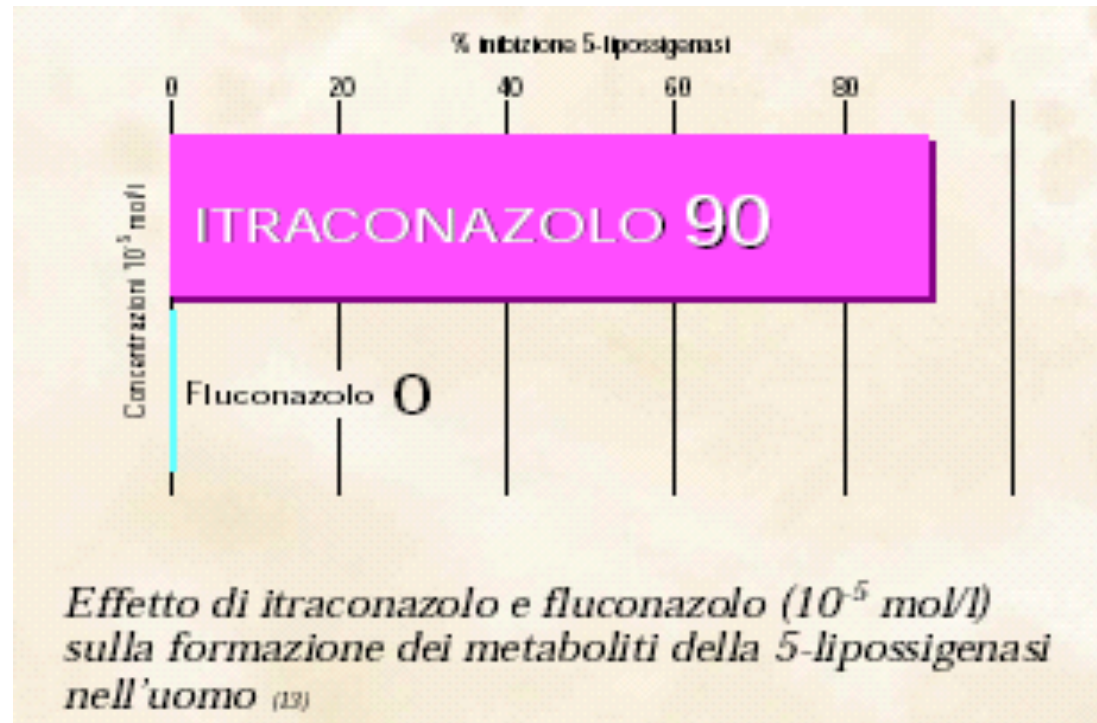 % inibizione 5-lipossigenasi
0 20 40 60 80
Concentrazioni 10⁻⁵ mol/l
ITRACONAZOLO 90
Fluconazolo 0
Effetto di itraconazolo e fluconazolo (10⁻⁵ mol/l)
sulla formazione dei metaboliti della 5-lipossigenasi
nell'uomo (13)